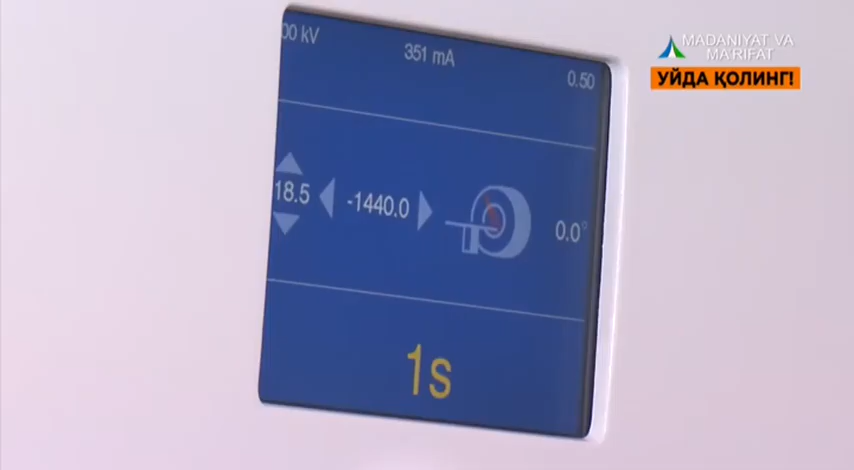 00 kV
351 mA
0.50
18.5
-1440.0
0.0°
1s
MADANIYAT VA
MA'RIFAT
УЙДА ҚОЛИНГ!